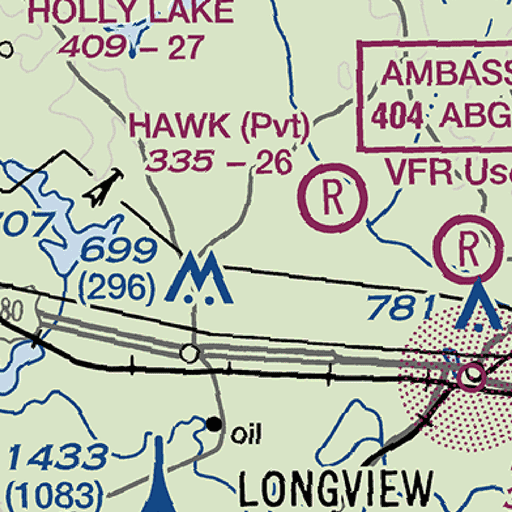 HOLLY LAKE
409 - 27
AMBASS
404 ABG
HAWK (Pvt)
335 - 26
VFR Use
R
R
707
699
(296)
781
80
oil
1433
(1083)
LONGVIEW